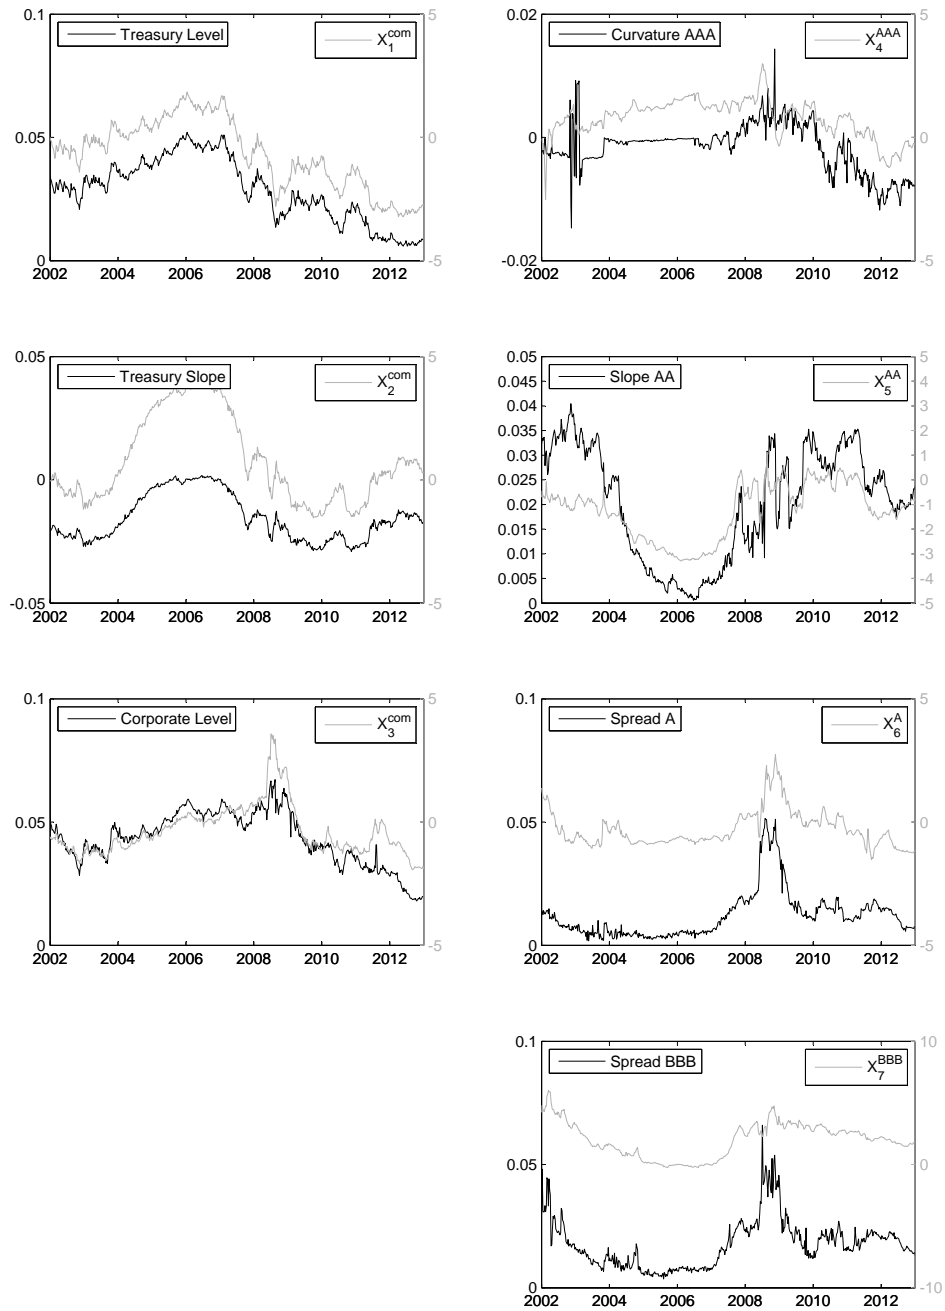 0.1
Treasury Level
X1com
5
0.05
0
0
-5
2002 2004 2006 2008 2010 2012
0.02
Curvature AAA
X4AAA
5
0
0
-0.02
-5
2002 2004 2006 2008 2010 2012
0.05
Treasury Slope
X2com
5
0
0
-0.05
-5
2002 2004 2006 2008 2010 2012
0.05
Slope AA
X5AA
5
0.045
4
0.04
3
0.035
2
0.03
1
0.025
0
0.02
-1
0.015
-2
0.01
-3
0.005
-4
0
-5
2002 2004 2006 2008 2010 2012
0.1
Corporate Level
X3com
5
0.05
0
0
-5
2002 2004 2006 2008 2010 2012
0.1
Spread A
X6A
5
0.05
0
0
-5
2002 2004 2006 2008 2010 2012
0.1
Spread BBB
X7BBB
10
0.05
0
0
-10
2002 2004 2006 2008 2010 2012